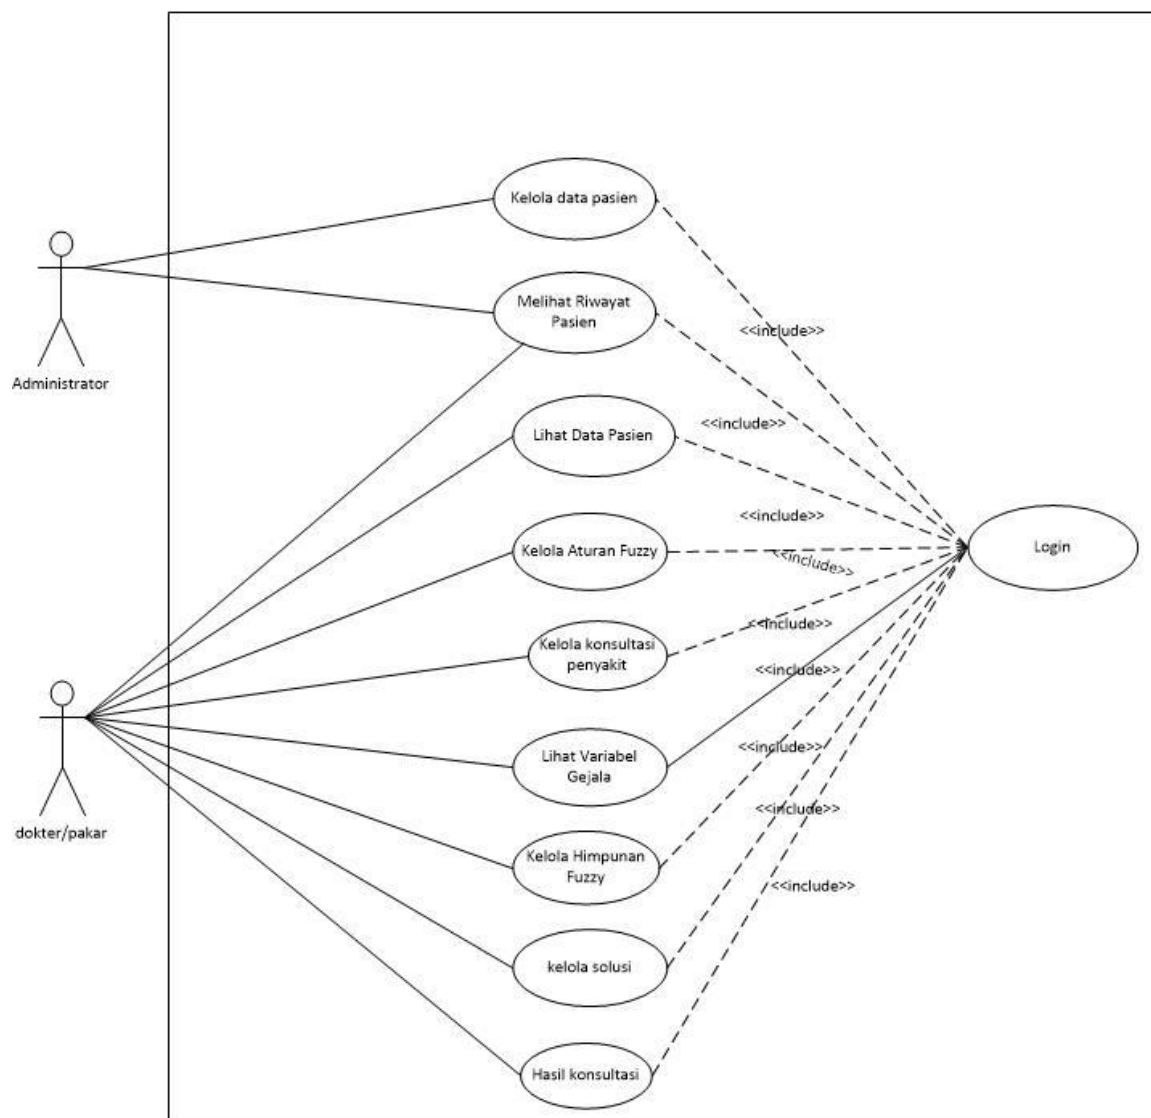 Kelola data pasien
Melihat Riwayat
Pasien
<<include>>
Administrator
<<include>>
Lihat Data Pasien
<<include>>
Kelola Aturan Fuzzy
<<include>>
Login
<<include>>
Kelola konsultasi
penyakit
<<include>>
Lihat Variabel
Gejala
<<include>>
dokter/pakar
<<include>>
Kelola Himpunan
Fuzzy
<<include>>
kelola solusi
Hasil konsultasi